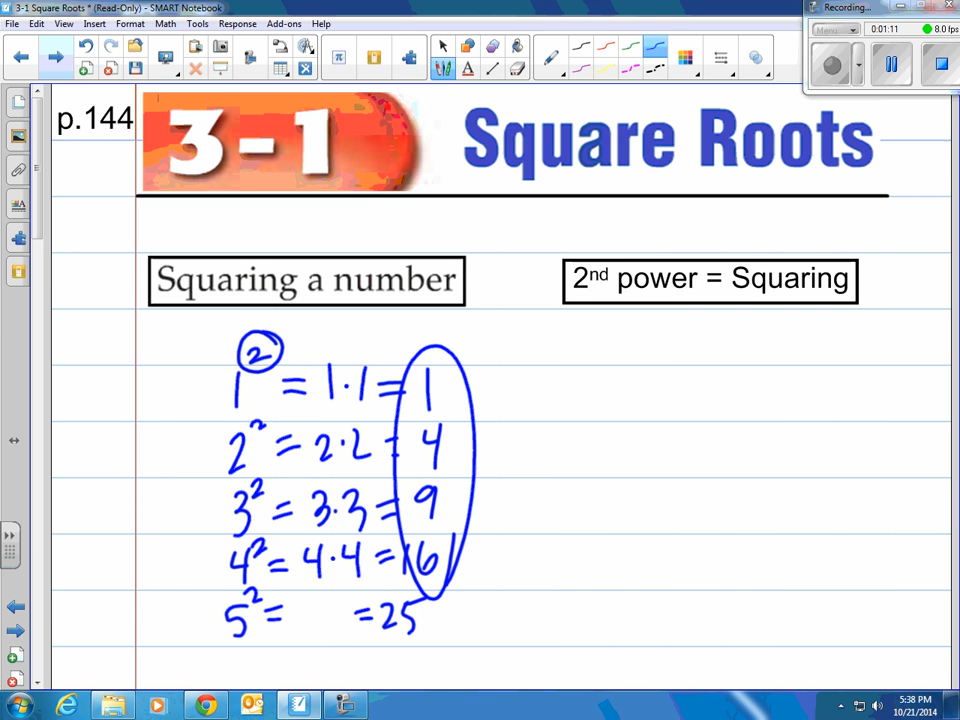 3-1 Square Roots * (Read-Only) - SMART Notebook
Recording...
File Edit View Insert Format Math Tools Response Add-ons Help
Menu 0:01:11 8.0 fps
p.144 3-1 Square Roots
Squaring a number
2nd power = Squaring
1² = 1·1 = 1
2² = 2·2 = 4
3² = 3·3 = 9
4² = 4·4 = 16
5² = = 25
5:38 PM
10/21/2014